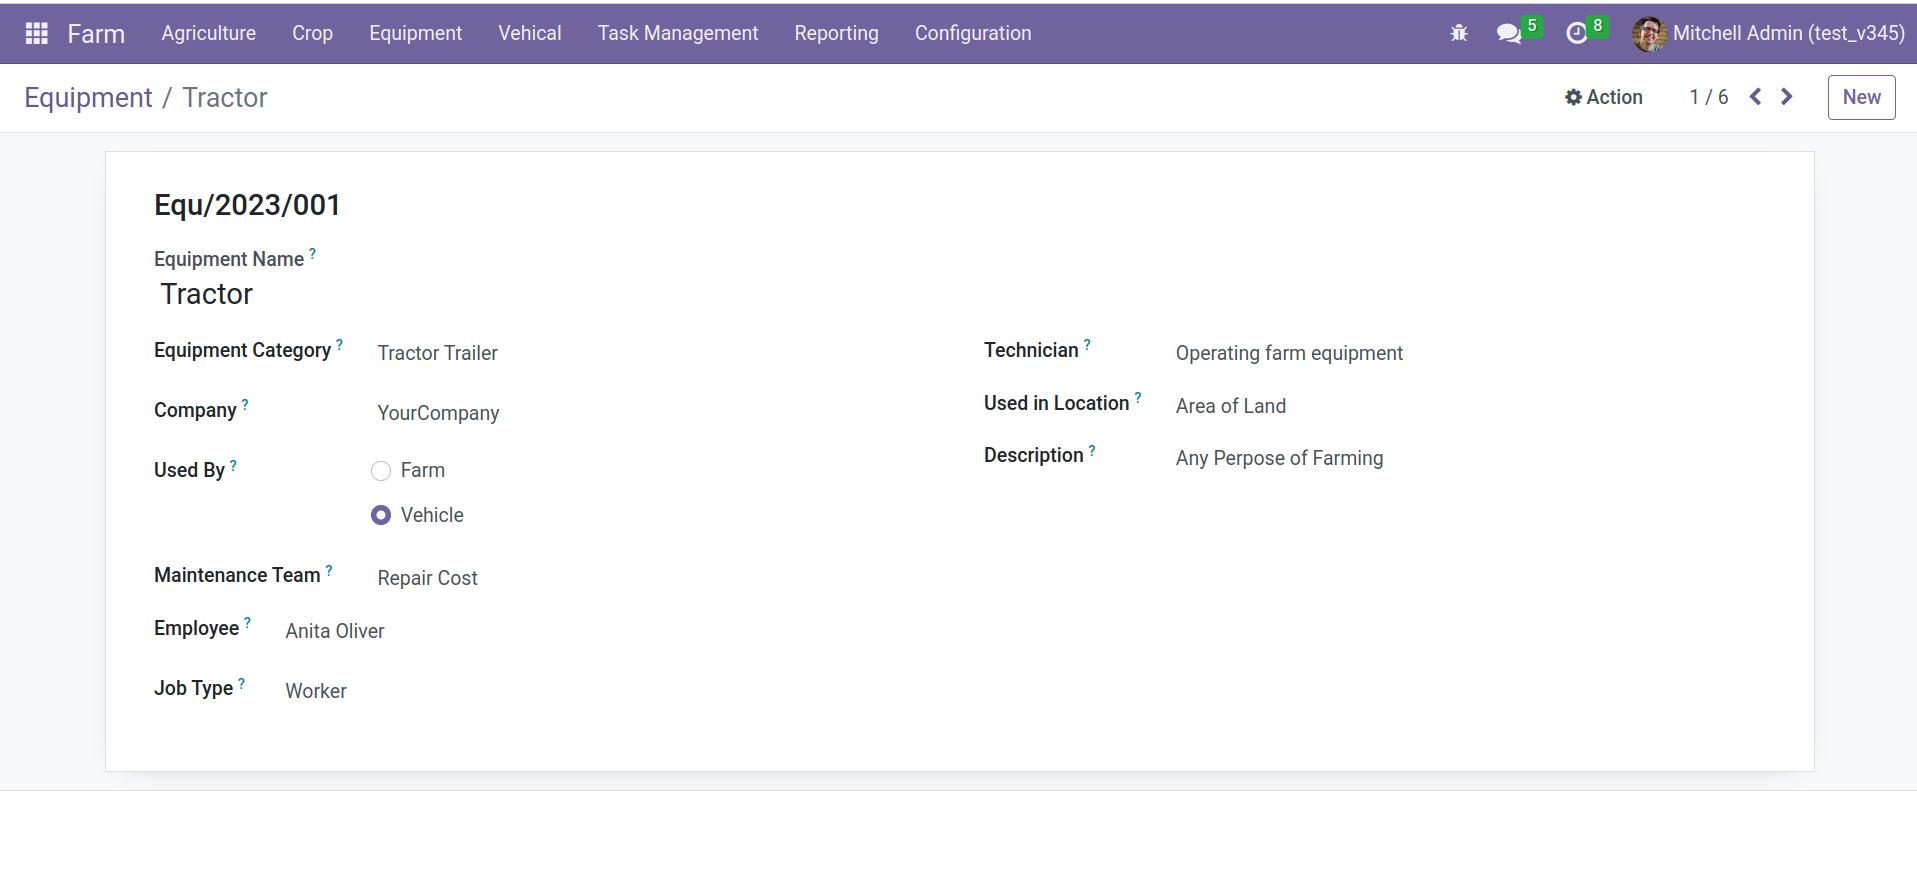 Farm Agriculture Crop Equipment Vehical Task Management Reporting Configuration 5 8 Mitchell Admin (test_v345)
Equipment / Tractor Action 1 / 6 New
Equ/2023/001
Equipment Name ?
Tractor
Equipment Category ? Tractor Trailer Technician ? Operating farm equipment
Company ? YourCompany Used in Location ? Area of Land
Used By ? Farm Description ? Any Perpose of Farming
Vehicle
Maintenance Team ? Repair Cost
Employee ? Anita Oliver
Job Type ? Worker